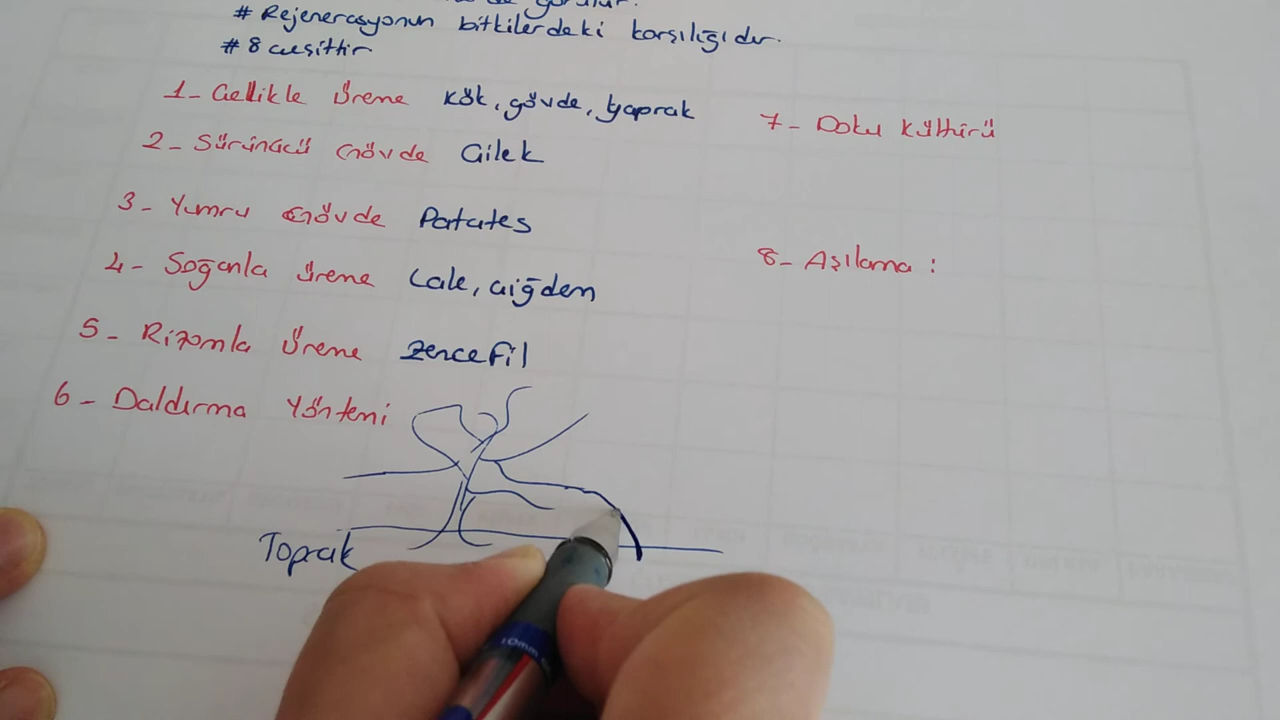 # Rejenerasyonun bitkilerdeki karşılığıdır.
# 8 çeşittir
1- Çelikle Üreme Kök, gövde, Yaprak
2- Sürünücü Gövde Çilek
3- Yumru Gövde Patates
4- Soğanla üreme Lale, çiğdem
5- Rizomla Üreme Zencefil
6- Daldırma Yöntemi
Toprak
7- Doku Kültürü
8- Aşılama :